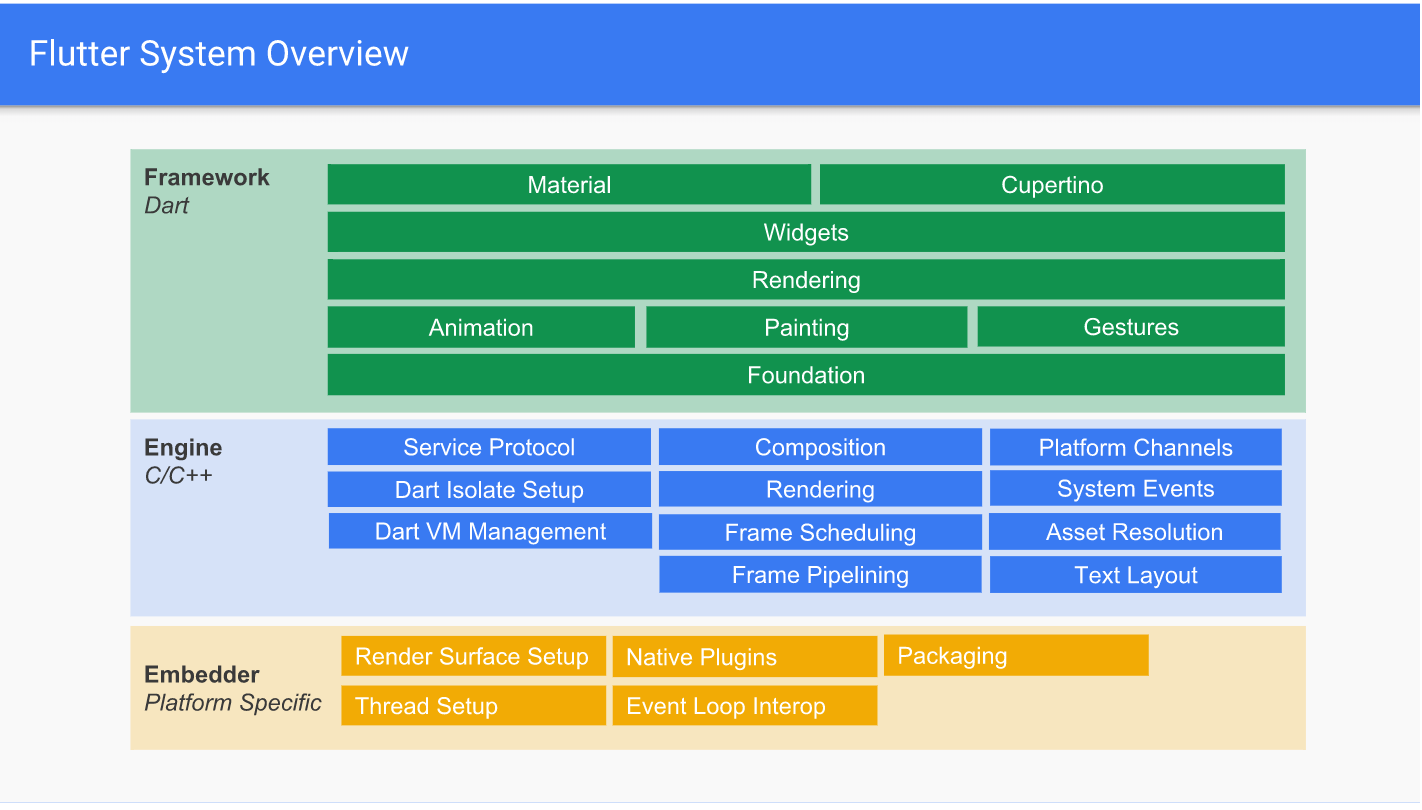 Flutter System Overview
Framework
Dart
Material
Cupertino
Widgets
Rendering
Animation
Painting
Gestures
Foundation
Engine
C/C++
Service Protocol
Composition
Platform Channels
Dart Isolate Setup
Rendering
System Events
Dart VM Management
Frame Scheduling
Asset Resolution
Frame Pipelining
Text Layout
Embedder
Platform Specific
Render Surface Setup
Native Plugins
Packaging
Thread Setup
Event Loop Interop